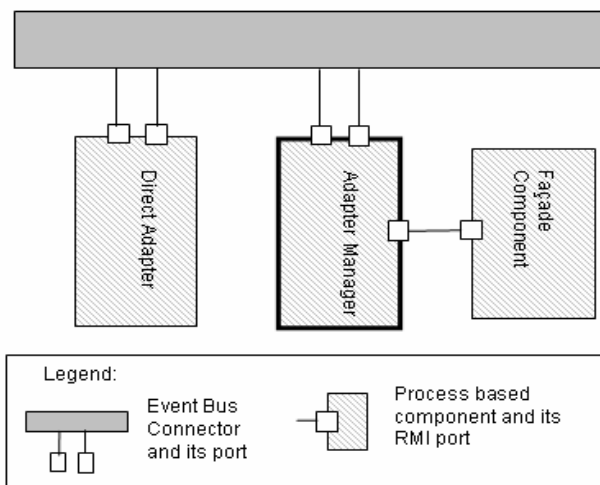 Direct Adapter
Adapter Manager
Façade
Component
Legend:
Event Bus
Connector
and its port
Process based
component and its
RMI port